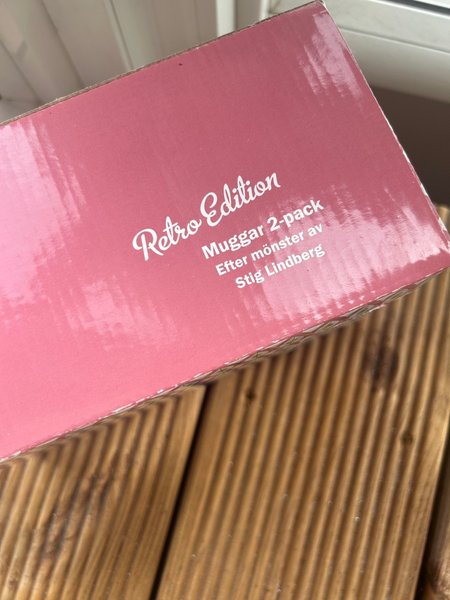 Retro Edition
Muggar 2-pack
Efter mönster av
Stig Lindberg